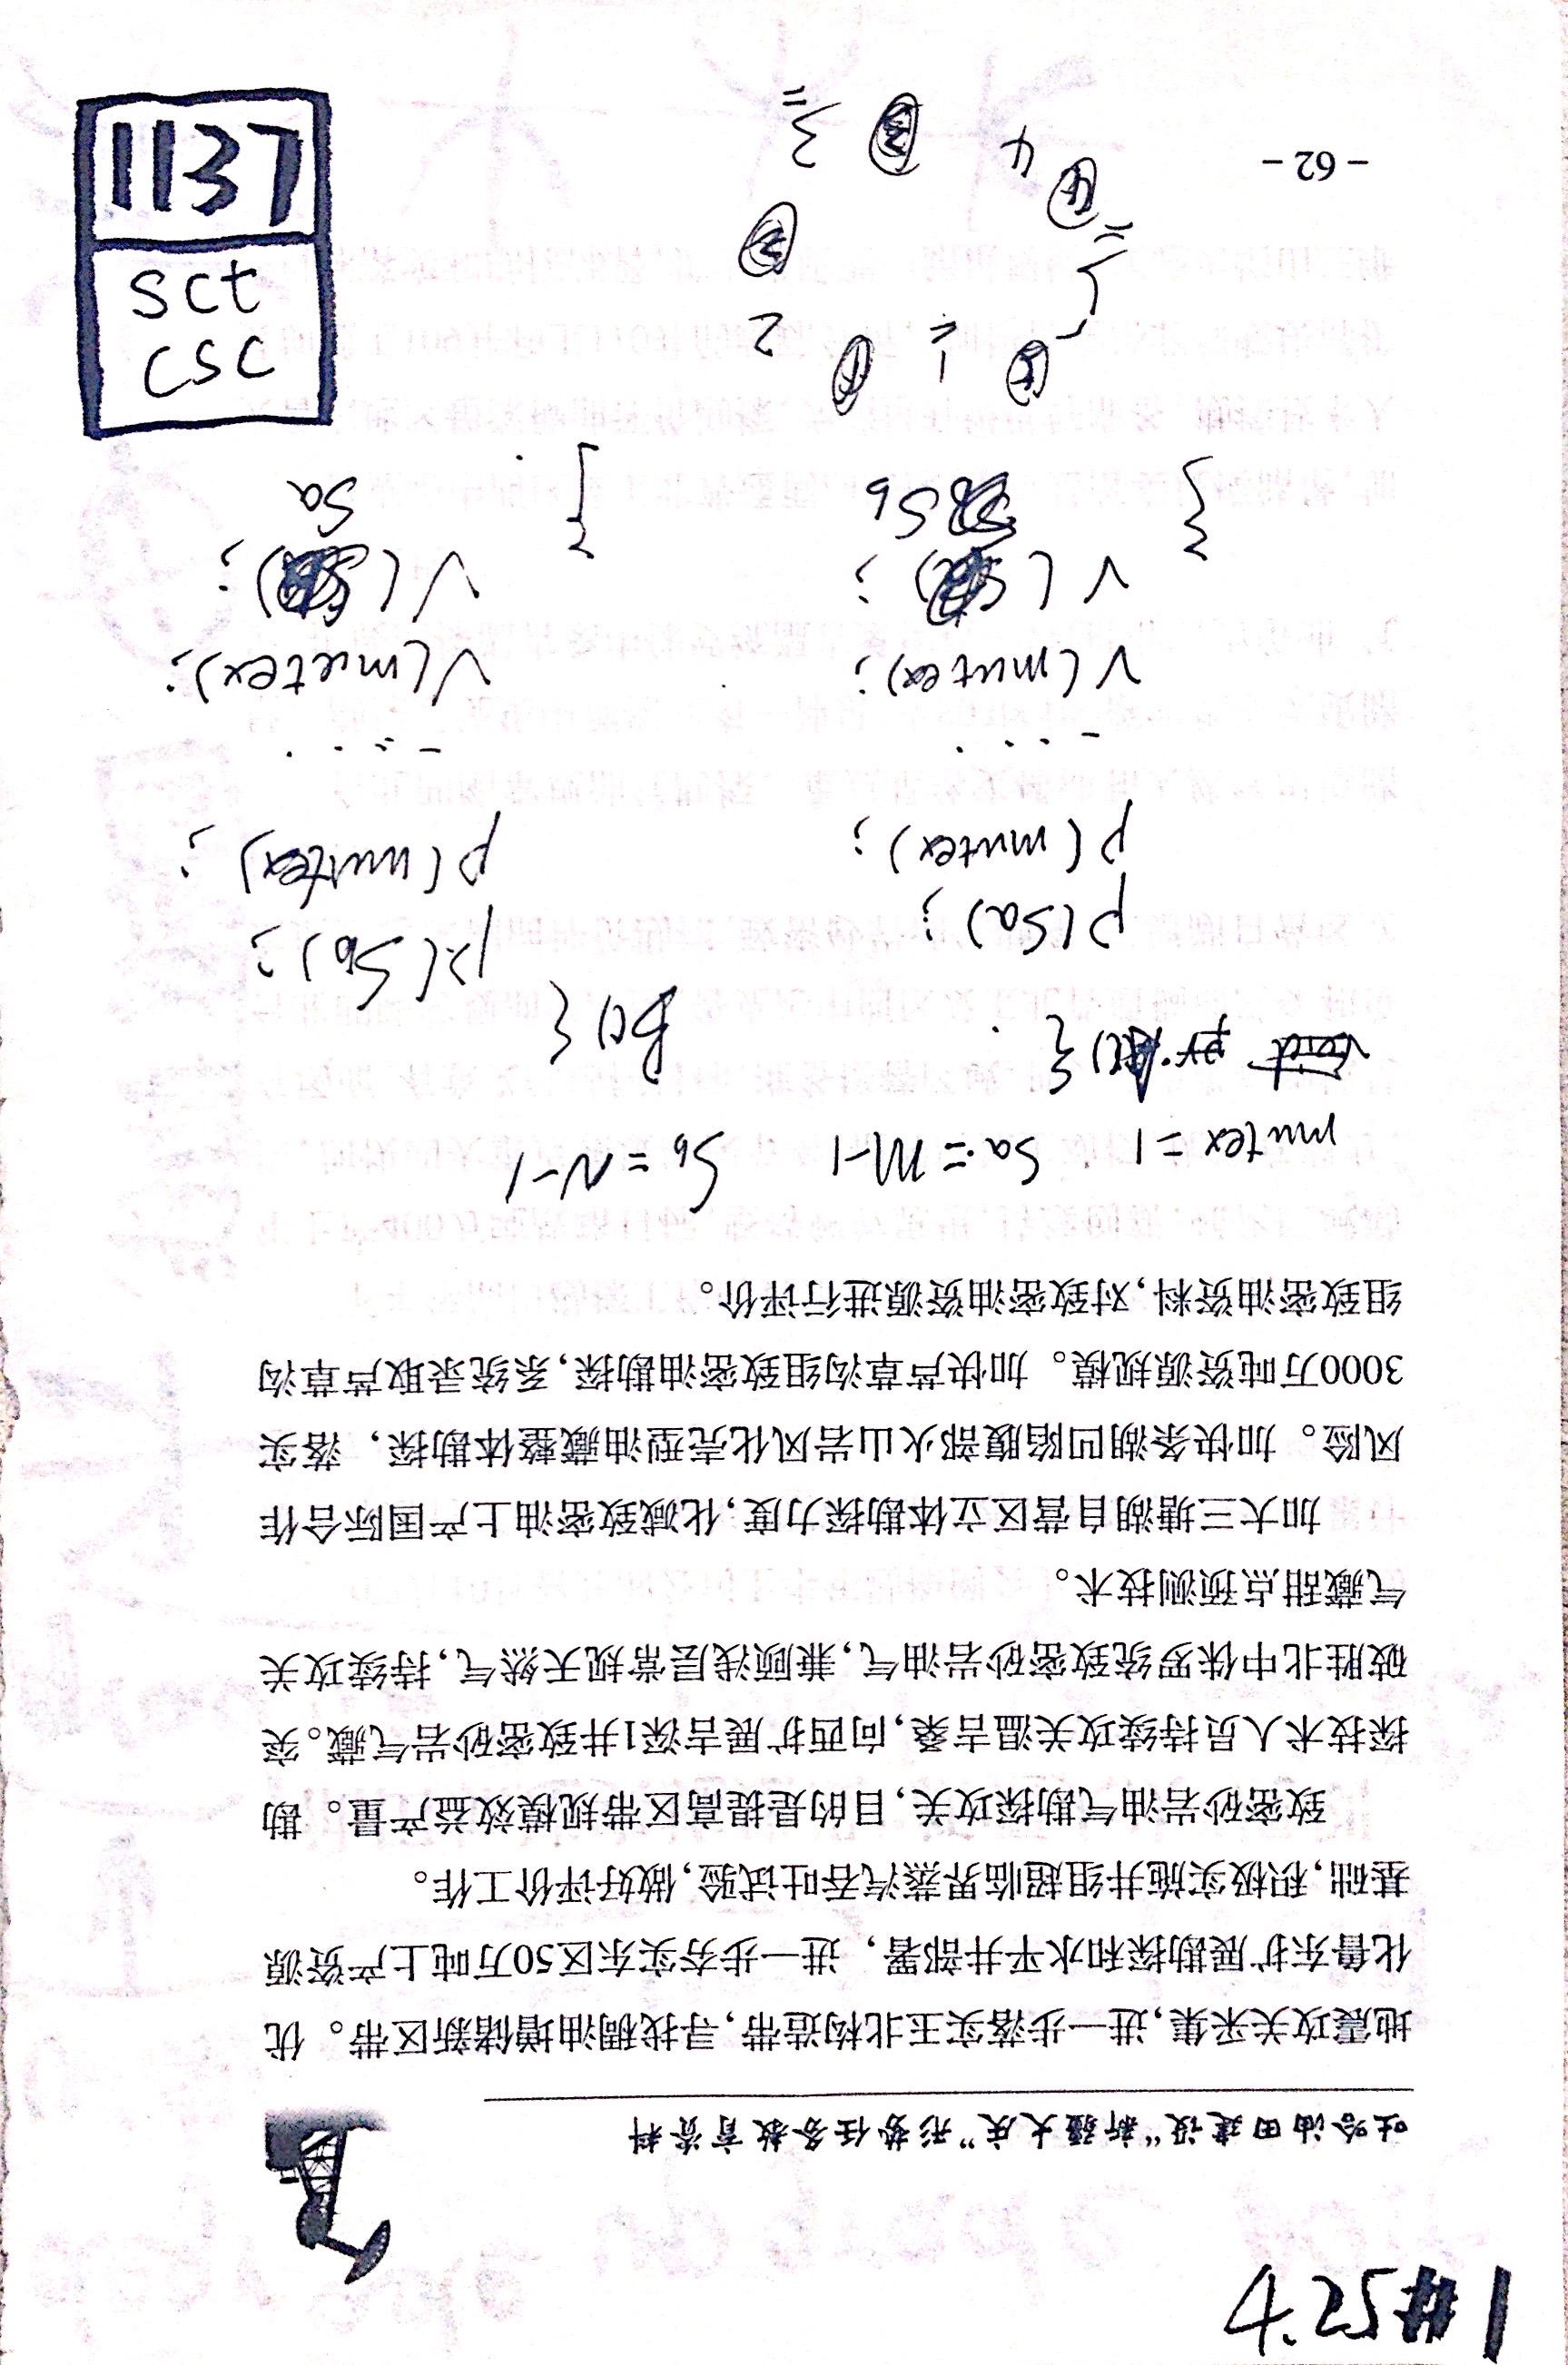 1#52.4
吐哈油田建设“新疆大庆”形势任务教育资料
地震攻关采集,进一步落实玉北构造带,寻找稠油增储新区带。优
化鲁东扩展勘探和水平井部署，进一步夯实东区50万吨上产资源
基础,积极实施井组超临界蒸汽吞吐试验,做好评价工作。
致密砂岩油气勘探攻关,目的是提高区带规模效益产量。勘
探技术人员持续攻关温吉桑,向西扩展吉深1井致密砂岩气藏。突
破胜北中侏罗统致密砂岩油气,兼顾浅层常规天然气,持续攻关
气藏甜点预测技术。
加大三塘湖自营区立体勘探力度,化减致密油上产国际合作
风险。加快条湖凹陷腹部火山岩风化壳型油藏整体勘探，落实
3000万吨资源规模。加快芦草沟组致密油勘探,系统录取芦草沟
组致密油资料,对致密油资源进行评价。
mutex = 1 Sa = M-1 Sb = N-1
B() {
P(Sa); P(Sb);
P(mutex); P(mutex);
.... ....
V(mutex); V(mutex);
V( ); V( );
Sb Sa
} }
1 2
4 3
- 62 -
1137
sct
csc